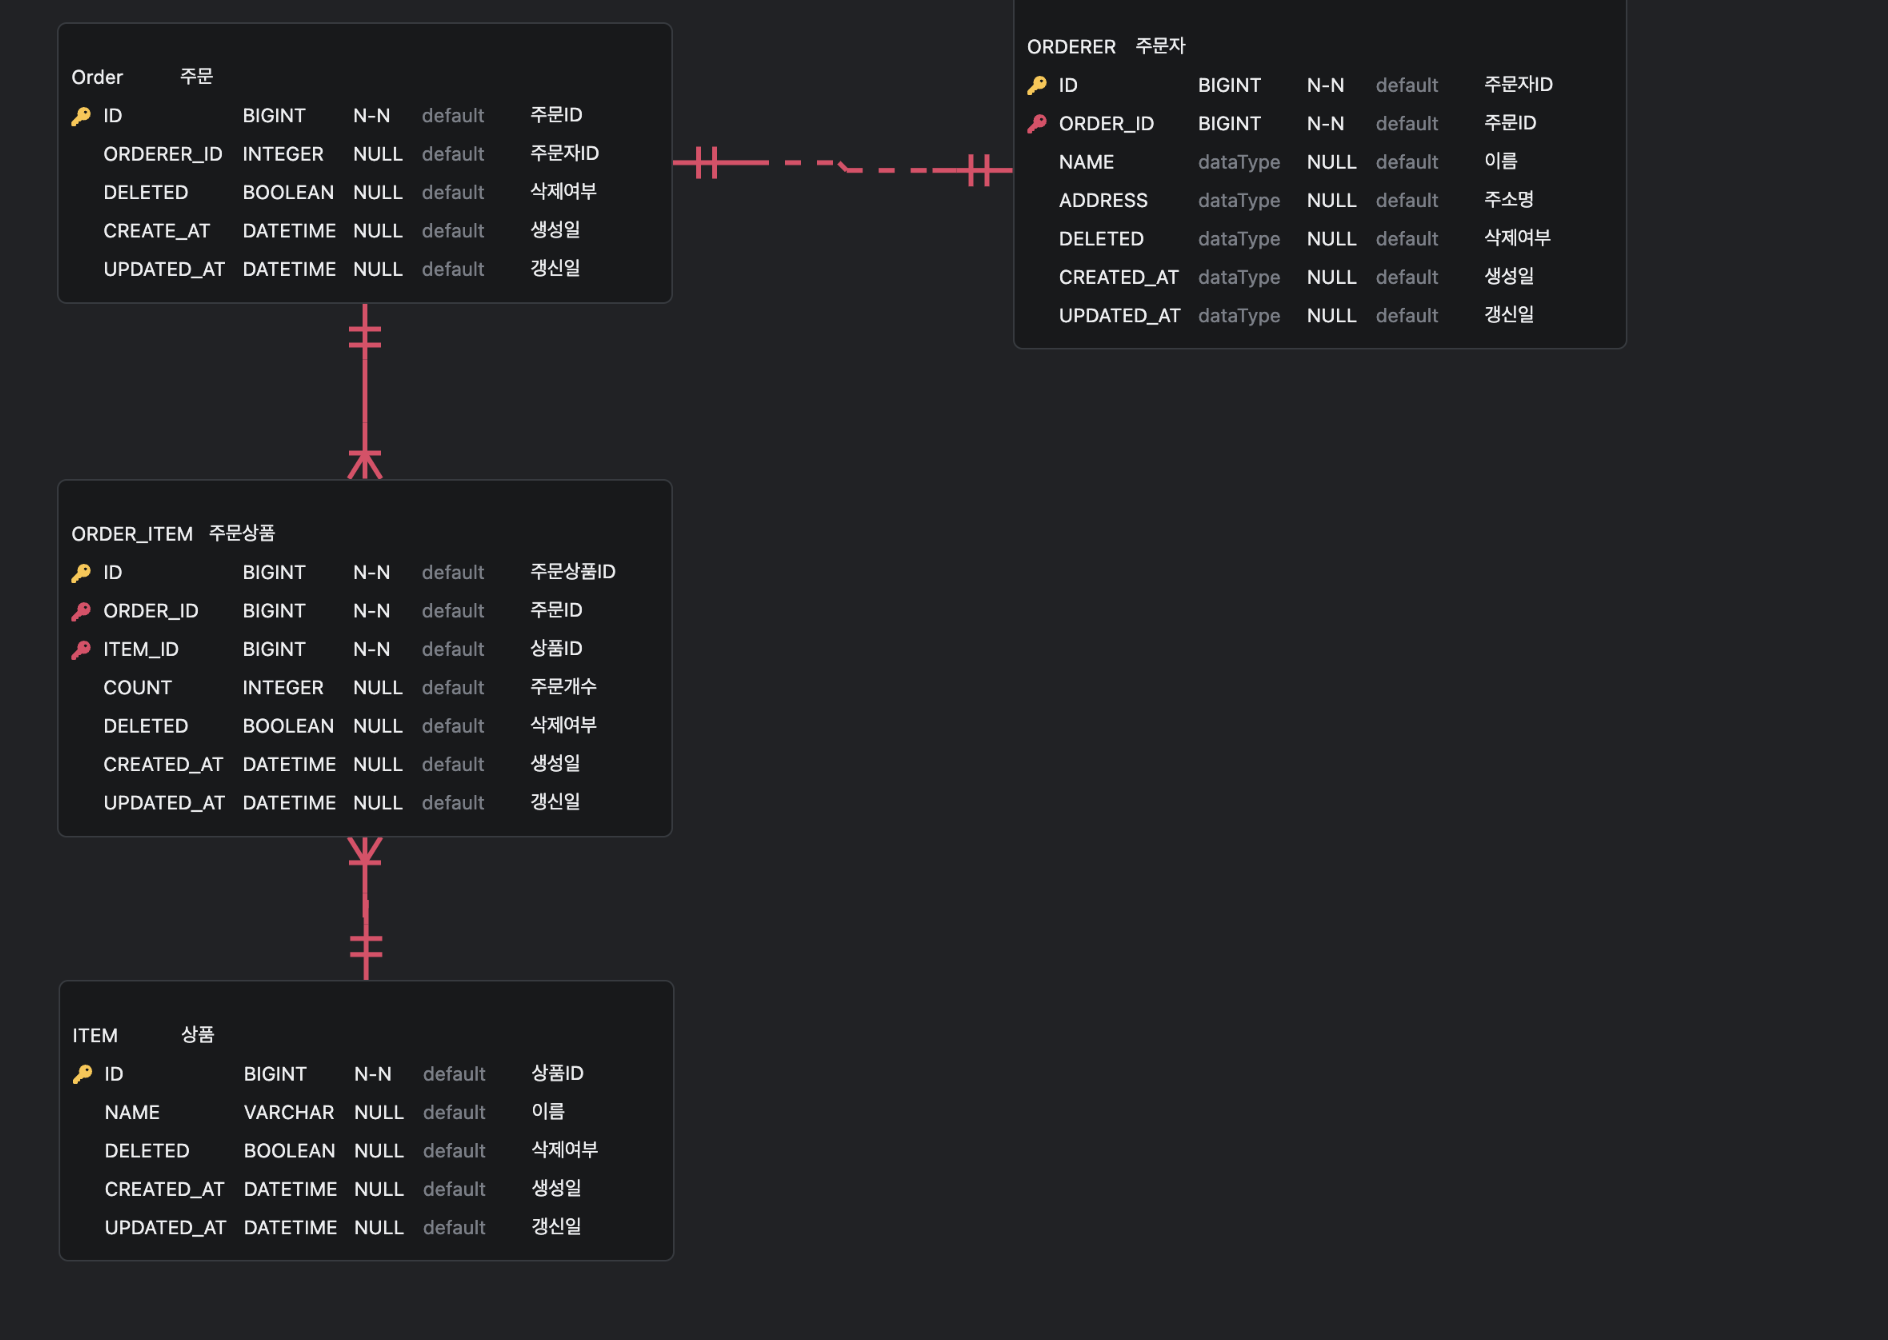 Order 주문
ID BIGINT N-N default 주문ID
ORDERER_ID INTEGER NULL default 주문자ID
DELETED BOOLEAN NULL default 삭제여부
CREATE_AT DATETIME NULL default 생성일
UPDATED_AT DATETIME NULL default 갱신일
ORDERER 주문자
ID BIGINT N-N default 주문자ID
ORDER_ID BIGINT N-N default 주문ID
NAME dataType NULL default 이름
ADDRESS dataType NULL default 주소명
DELETED dataType NULL default 삭제여부
CREATED_AT dataType NULL default 생성일
UPDATED_AT dataType NULL default 갱신일
ORDER_ITEM 주문상품
ID BIGINT N-N default 주문상품ID
ORDER_ID BIGINT N-N default 주문ID
ITEM_ID BIGINT N-N default 상품ID
COUNT INTEGER NULL default 주문개수
DELETED BOOLEAN NULL default 삭제여부
CREATED_AT DATETIME NULL default 생성일
UPDATED_AT DATETIME NULL default 갱신일
ITEM 상품
ID BIGINT N-N default 상품ID
NAME VARCHAR NULL default 이름
DELETED BOOLEAN NULL default 삭제여부
CREATED_AT DATETIME NULL default 생성일
UPDATED_AT DATETIME NULL default 갱신일